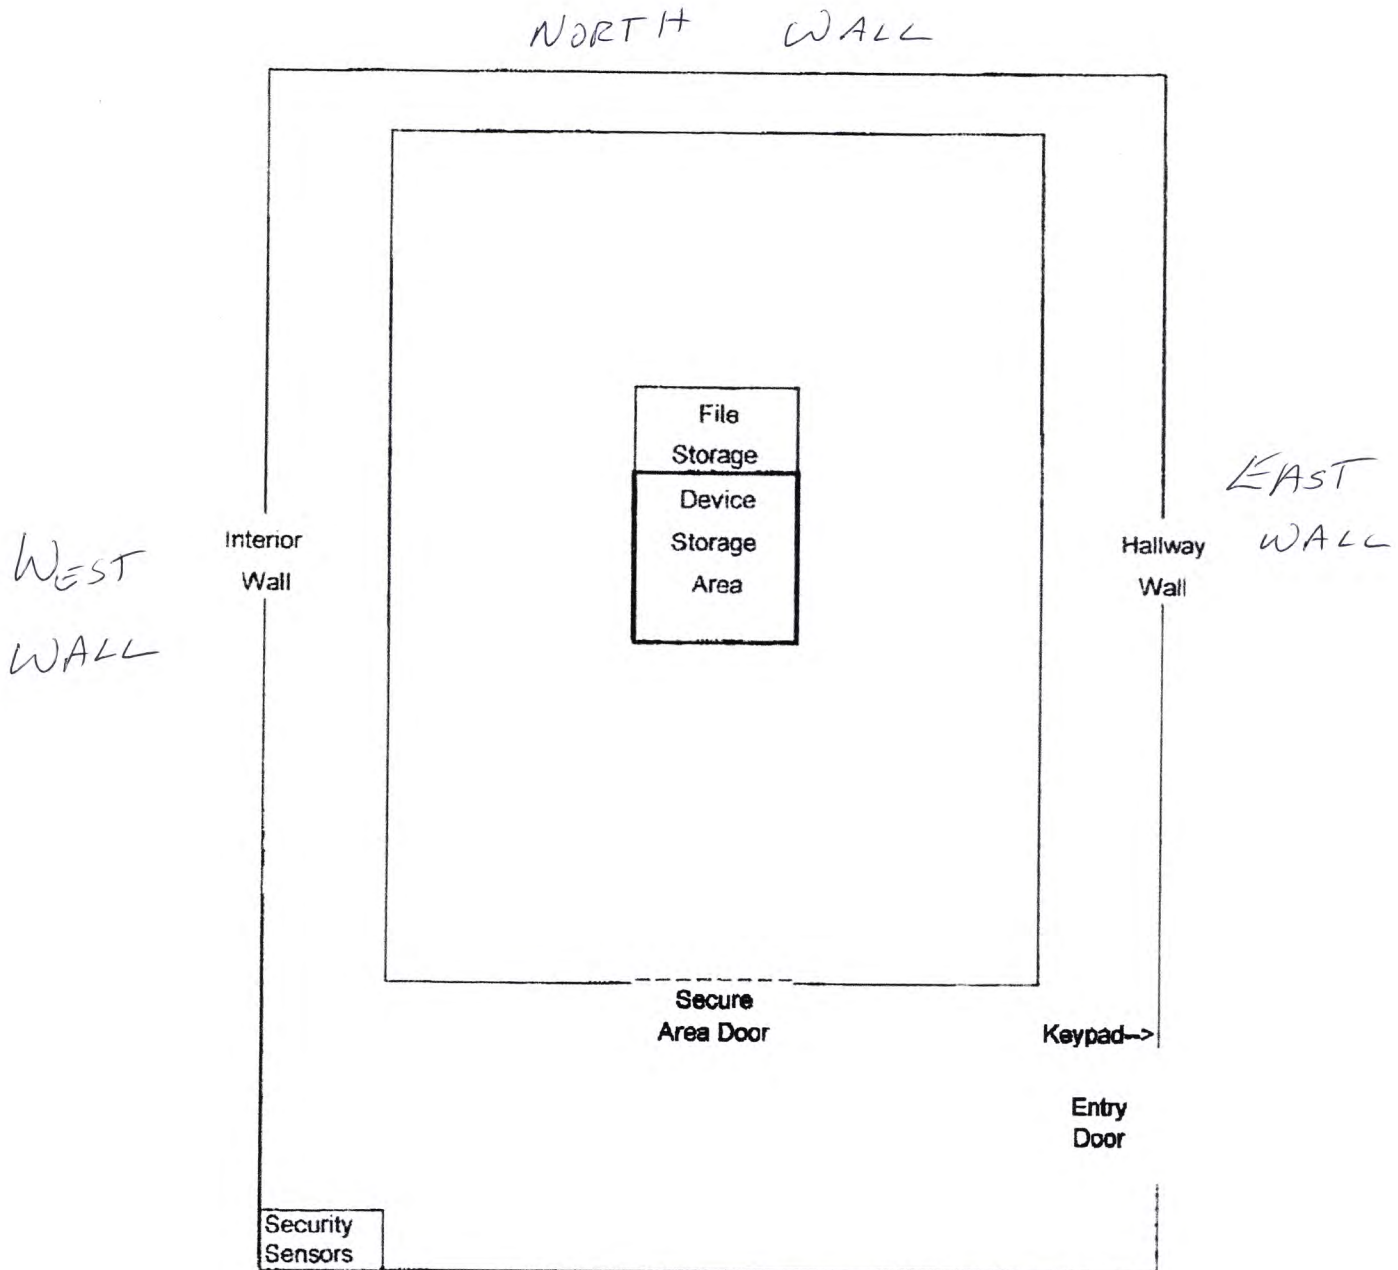 NORTH WALL
File
Storage
Device
Storage
Area
WEST
WALL
Interior
Wall
Hallway
Wall
EAST
WALL
Secure
Area Door
Keypad-->
Entry
Door
Security
Sensors